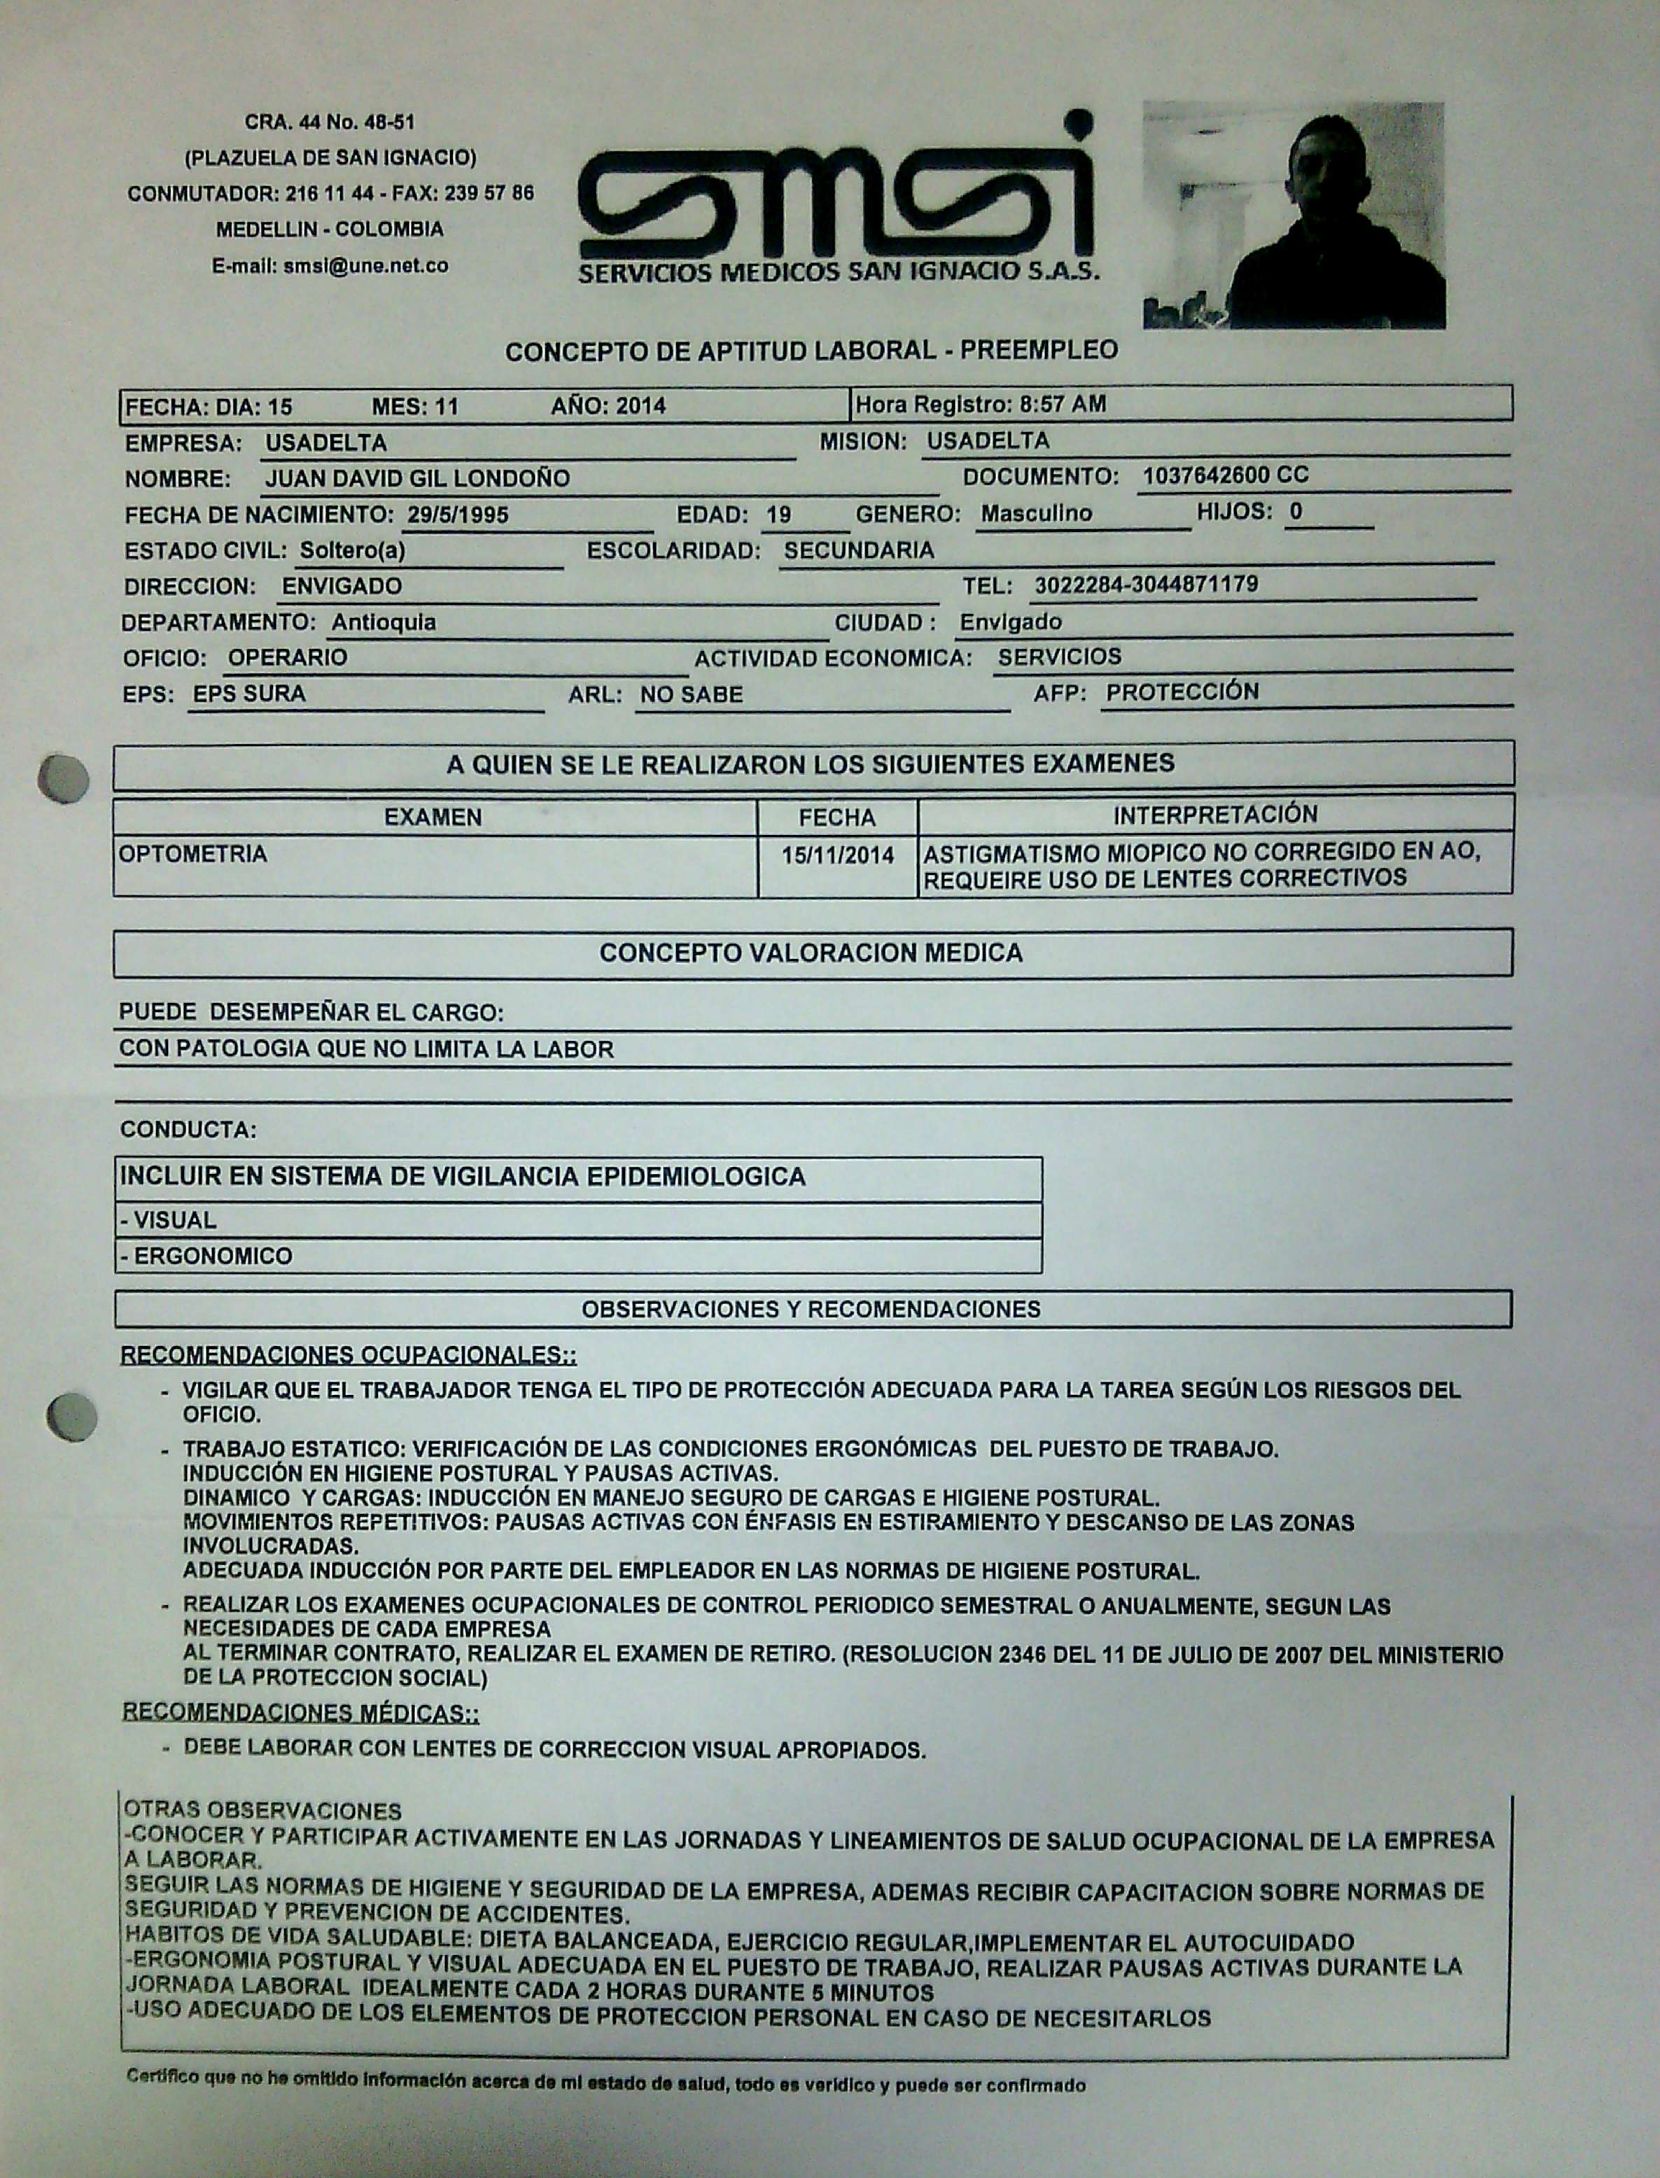 CRA. 44 No. 48-51
(PLAZUELA DE SAN IGNACIO)
CONMUTADOR: 216 11 44 - FAX: 239 57 86
MEDELLIN - COLOMBIA
E-mail: smsi@une.net.co
smsi
SERVICIOS MEDICOS SAN IGNACIO S.A.S.
CONCEPTO DE APTITUD LABORAL - PREEMPLEO
FECHA: DIA: 15 MES: 11 AÑO: 2014 Hora Registro: 8:57 AM
EMPRESA: USADELTA MISION: USADELTA
NOMBRE: JUAN DAVID GIL LONDOÑO DOCUMENTO: 1037642600 CC
FECHA DE NACIMIENTO: 29/5/1995 EDAD: 19 GENERO: Masculino HIJOS: 0
ESTADO CIVIL: Soltero(a) ESCOLARIDAD: SECUNDARIA
DIRECCION: ENVIGADO TEL: 3022284-3044871179
DEPARTAMENTO: Antioquia CIUDAD : Envigado
OFICIO: OPERARIO ACTIVIDAD ECONOMICA: SERVICIOS
EPS: EPS SURA ARL: NO SABE AFP: PROTECCIÓN
A QUIEN SE LE REALIZARON LOS SIGUIENTES EXAMENES
EXAMEN FECHA INTERPRETACIÓN
OPTOMETRIA 15/11/2014 ASTIGMATISMO MIOPICO NO CORREGIDO EN AO,
REQUEIRE USO DE LENTES CORRECTIVOS
CONCEPTO VALORACION MEDICA
PUEDE DESEMPEÑAR EL CARGO:
CON PATOLOGIA QUE NO LIMITA LA LABOR
CONDUCTA:
INCLUIR EN SISTEMA DE VIGILANCIA EPIDEMIOLOGICA
- VISUAL
- ERGONOMICO
OBSERVACIONES Y RECOMENDACIONES
RECOMENDACIONES OCUPACIONALES::
- VIGILAR QUE EL TRABAJADOR TENGA EL TIPO DE PROTECCIÓN ADECUADA PARA LA TAREA SEGÚN LOS RIESGOS DEL
OFICIO.
- TRABAJO ESTATICO: VERIFICACIÓN DE LAS CONDICIONES ERGONÓMICAS DEL PUESTO DE TRABAJO.
INDUCCIÓN EN HIGIENE POSTURAL Y PAUSAS ACTIVAS.
DINAMICO Y CARGAS: INDUCCIÓN EN MANEJO SEGURO DE CARGAS E HIGIENE POSTURAL.
MOVIMIENTOS REPETITIVOS: PAUSAS ACTIVAS CON ÉNFASIS EN ESTIRAMIENTO Y DESCANSO DE LAS ZONAS
INVOLUCRADAS.
ADECUADA INDUCCIÓN POR PARTE DEL EMPLEADOR EN LAS NORMAS DE HIGIENE POSTURAL.
- REALIZAR LOS EXAMENES OCUPACIONALES DE CONTROL PERIODICO SEMESTRAL O ANUALMENTE, SEGUN LAS
NECESIDADES DE CADA EMPRESA
AL TERMINAR CONTRATO, REALIZAR EL EXAMEN DE RETIRO. (RESOLUCION 2346 DEL 11 DE JULIO DE 2007 DEL MINISTERIO
DE LA PROTECCION SOCIAL)
RECOMENDACIONES MÉDICAS::
- DEBE LABORAR CON LENTES DE CORRECCION VISUAL APROPIADOS.
OTRAS OBSERVACIONES
-CONOCER Y PARTICIPAR ACTIVAMENTE EN LAS JORNADAS Y LINEAMIENTOS DE SALUD OCUPACIONAL DE LA EMPRESA
A LABORAR.
SEGUIR LAS NORMAS DE HIGIENE Y SEGURIDAD DE LA EMPRESA, ADEMAS RECIBIR CAPACITACION SOBRE NORMAS DE
SEGURIDAD Y PREVENCION DE ACCIDENTES.
HABITOS DE VIDA SALUDABLE: DIETA BALANCEADA, EJERCICIO REGULAR,IMPLEMENTAR EL AUTOCUIDADO
-ERGONOMIA POSTURAL Y VISUAL ADECUADA EN EL PUESTO DE TRABAJO, REALIZAR PAUSAS ACTIVAS DURANTE LA
JORNADA LABORAL IDEALMENTE CADA 2 HORAS DURANTE 5 MINUTOS
-USO ADECUADO DE LOS ELEMENTOS DE PROTECCION PERSONAL EN CASO DE NECESITARLOS
Certifico que no he omitido información acerca de mi estado de salud, todo es verídico y puede ser confirmado